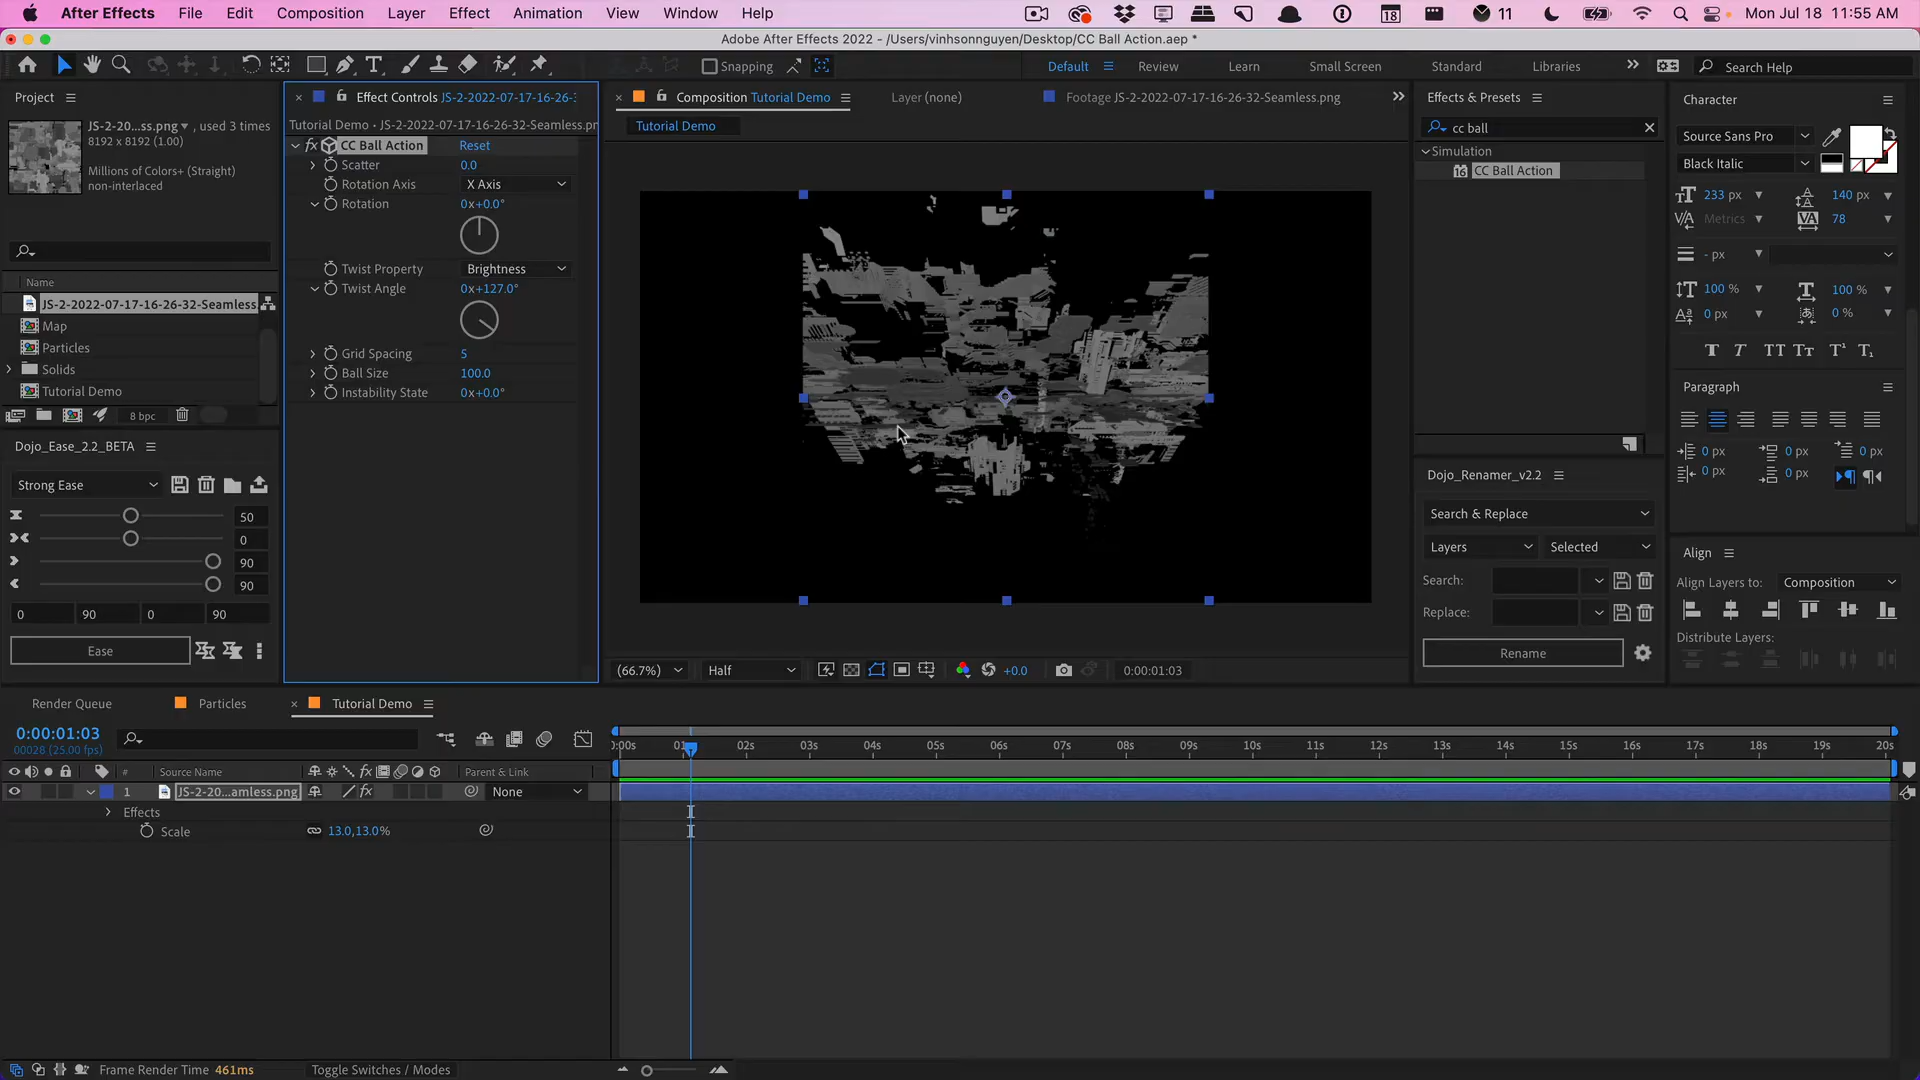 After Effects File Edit Composition Layer Effect Animation View Window Help 18 11 Mon Jul 18 11:55 AM
Adobe After Effects 2022 - /Users/vinhsonnguyen/Desktop/CC Ball Action.aep *
Snapping Default Review Learn Small Screen Standard Libraries Search Help
Project
JS-2-20...ss.png , used 3 times
8192 x 8192 (1.00)
Millions of Colors+ (Straight)
non-interlaced
Name
JS-2-2022-07-17-16-26-32-Seamless
Map
Particles
Solids
Tutorial Demo
8 bpc
Dojo_Ease_2.2_BETA
Strong Ease
50
0
90
90
0 90 0 90
Ease
Effect Controls JS-2-2022-07-17-16-26-3
Tutorial Demo • JS-2-2022-07-17-16-26-32-Seamless.pn
fx CC Ball Action Reset
Scatter 0.0
Rotation Axis X Axis
Rotation 0x+0.0°
Twist Property Brightness
Twist Angle 0x+127.0°
Grid Spacing 5
Ball Size 100.0
Instability State 0x+0.0°
Composition Tutorial Demo Layer (none) Footage JS-2-2022-07-17-16-26-32-Seamless.png
Tutorial Demo
(66.7%) Half +0.0 0:00:01:03
Effects & Presets
cc ball
Simulation
16 CC Ball Action
Dojo_Renamer_v2.2
Search & Replace
Layers Selected
Search:
Replace:
Rename
Character
Source Sans Pro
Black Italic
233 px 140 px
Metrics 78
- px
100 % 100 %
0 px 0 %
T T TT Tt T¹ T₁
Paragraph
0 px 0 px 0 px
0 px 0 px
Align
Align Layers to: Composition
Distribute Layers:
Render Queue Particles Tutorial Demo
0:00:01:03
00028 (25.00 fps)
:00s 01 02s 03s 04s 05s 06s 07s 08s 09s 10s 11s 12s 13s 14s 15s 16s 17s 18s 19s 20s
# Source Name fx Parent & Link
1 JS-2-20...amless.png fx None
Effects
Scale 13.0,13.0%
Frame Render Time 461ms Toggle Switches / Modes